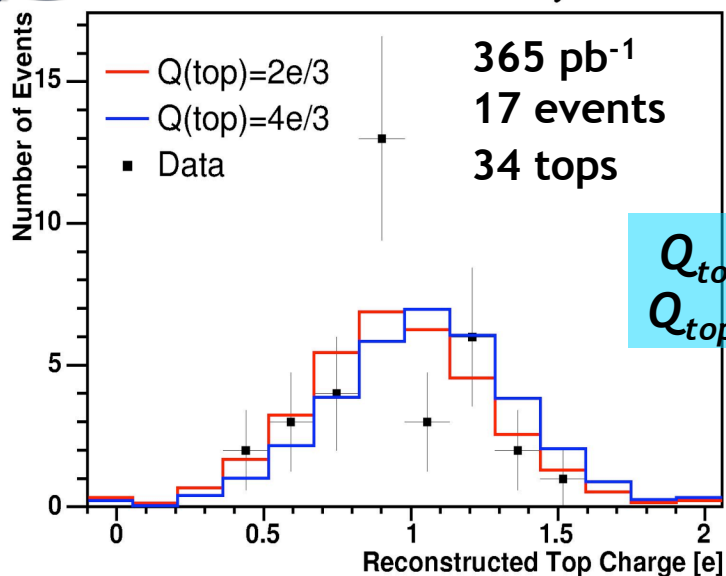 Number of Events
15
10
5
0
Q(top)=2e/3
Q(top)=4e/3
Data
365 pb-1
17 events
34 tops
0
0.5
1
1.5
2
Reconstructed Top Charge [e]